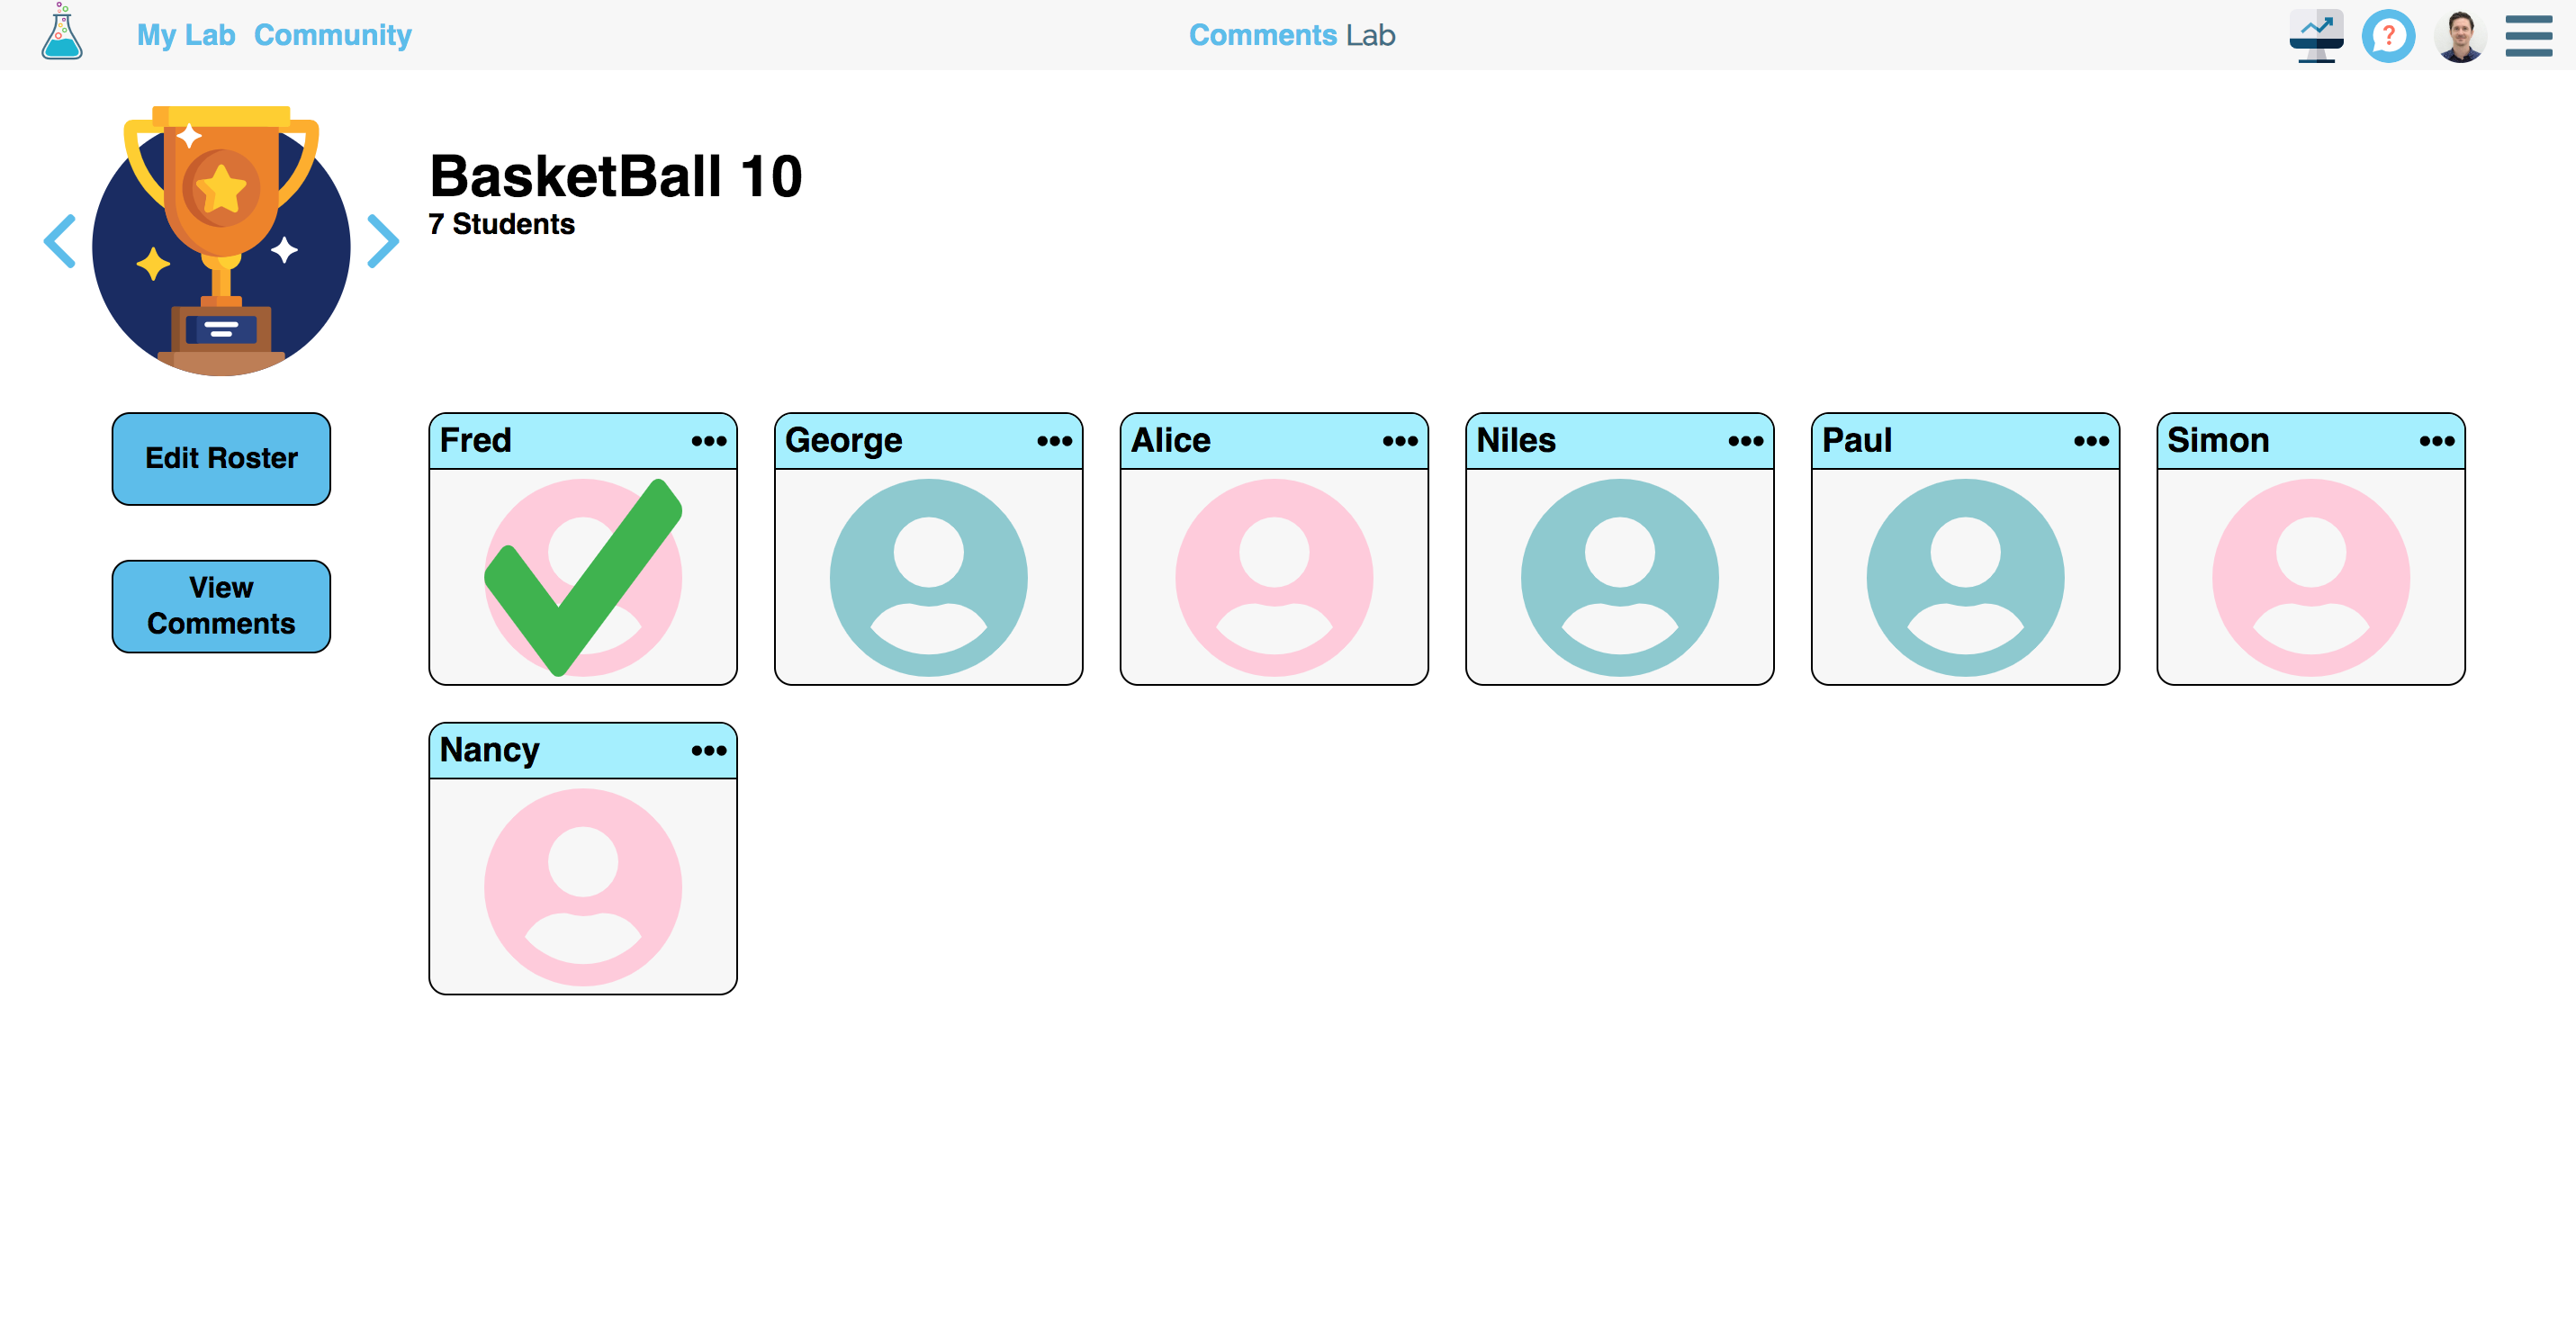 My Lab Community
Comments Lab
?
BasketBall 10
7 Students
Edit Roster
View
Comments
Fred
George
Alice
Niles
Paul
Simon
Nancy